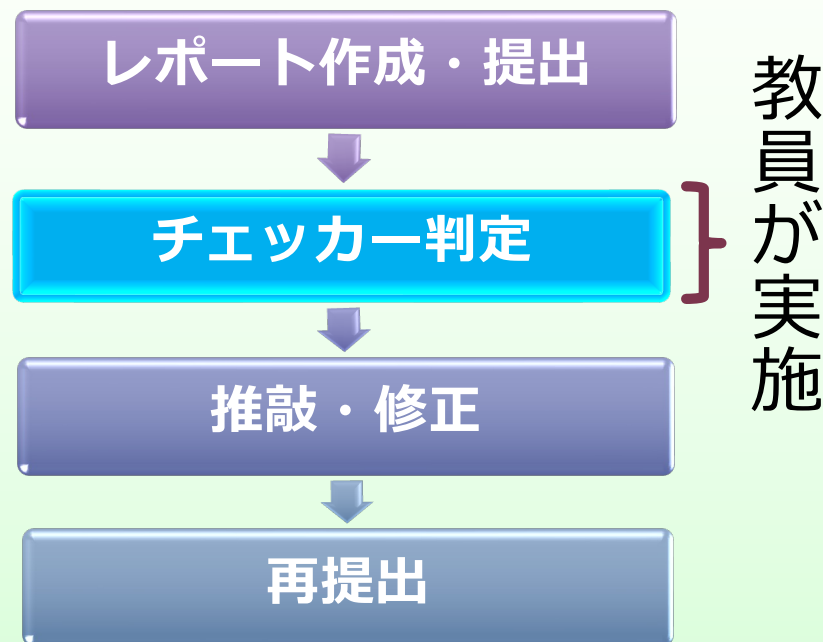 レポート作成・提出
チェッカー判定
教員が実施
推敲・修正
再提出